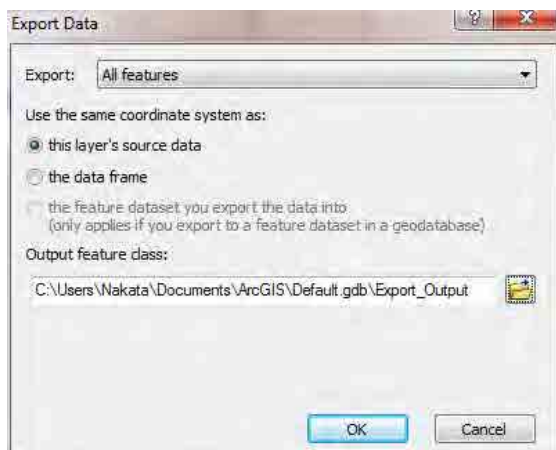 Export Data
Export: All features
Use the same coordinate system as:
this layer's source data
the data frame
the feature dataset you export the data into
(only applies if you export to a feature dataset in a geodatabase)
Output feature class:
C:\Users\Nakata\Documents\ArcGIS\Default.gdb\Export_Output
OK Cancel